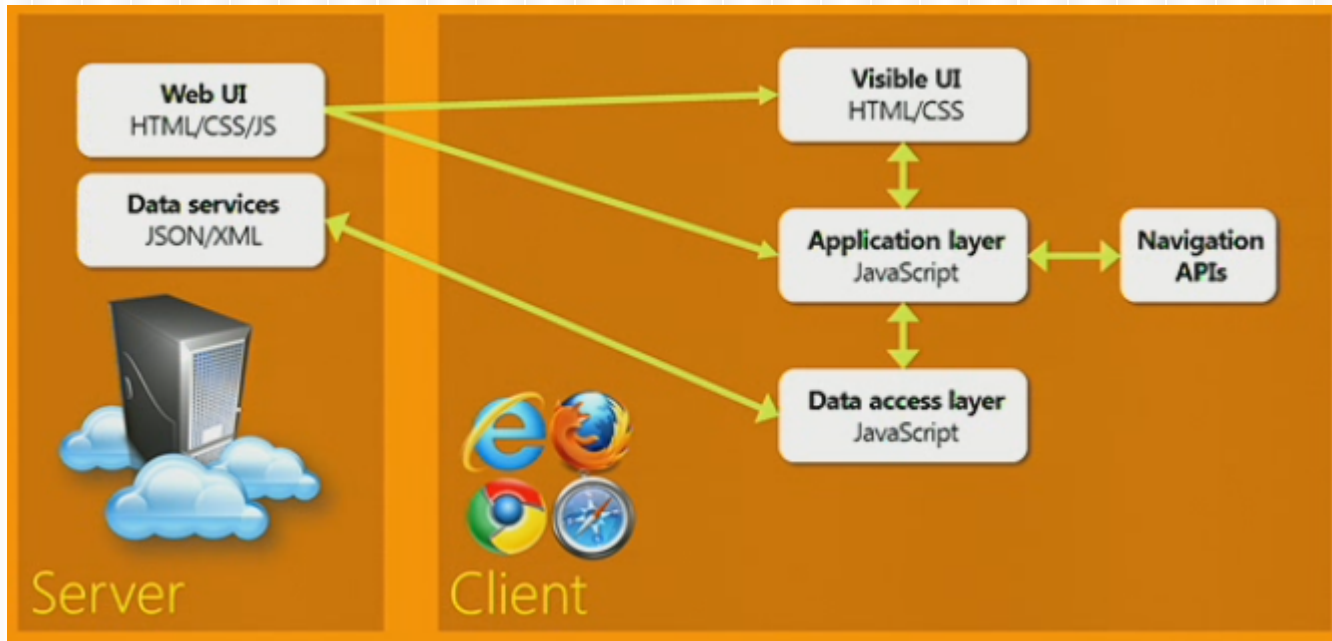 Web UI
HTML/CSS/JS
Data services
JSON/XML
Server
Visible UI
HTML/CSS
Application layer
JavaScript
Navigation
APIs
Data access layer
JavaScript
Client